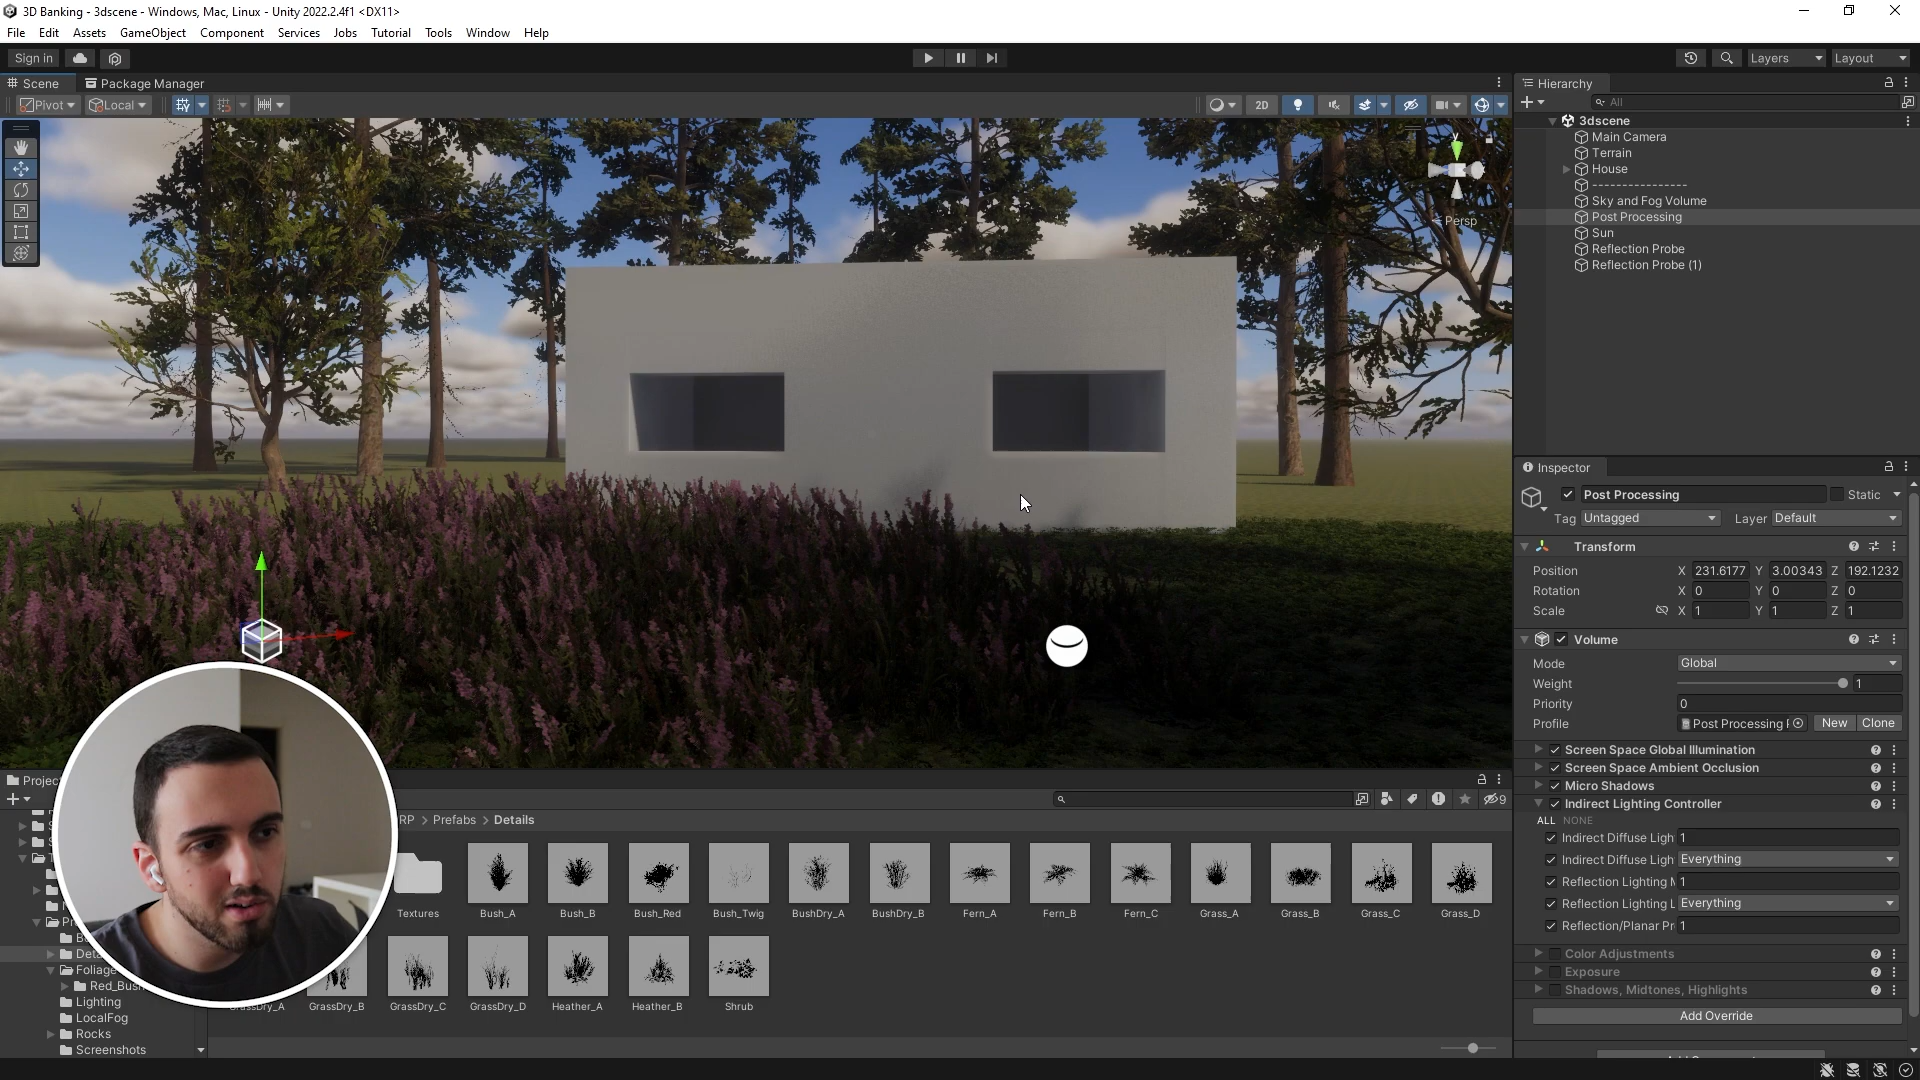 3D Banking - 3dscene - Windows, Mac, Linux - Unity 2022.2.4f1 <DX11>
File Edit Assets GameObject Component Services Jobs Tutorial Tools Window Help
Sign in
Layers
Layout
Scene
Package Manager
Pivot
Local
2D
y
Persp
Hierarchy
All
3dscene
Main Camera
Terrain
House
----------------
Sky and Fog Volume
Post Processing
Sun
Reflection Probe
Reflection Probe (1)
Inspector
Post Processing
Static
Tag Untagged
Layer Default
Transform
Position X 231.6177 Y 3.00343 Z 192.1232
Rotation X 0 Y 0 Z 0
Scale X 1 Y 1 Z 1
Volume
Mode Global
Weight 1
Priority 0
Profile Post Processing New Clone
Screen Space Global Illumination
Screen Space Ambient Occlusion
Micro Shadows
Indirect Lighting Controller
ALL NONE
Indirect Diffuse Ligh 1
Indirect Diffuse Ligh Everything
Reflection Lighting M 1
Reflection Lighting L Everything
Reflection/Planar Pr 1
Color Adjustments
Exposure
Shadows, Midtones, Highlights
Add Override
Project
9
RP > Prefabs > Details
Textures
Bush_A
Bush_B
Bush_Red
Bush_Twig
BushDry_A
BushDry_B
Fern_A
Fern_B
Fern_C
Grass_A
Grass_B
Grass_C
Grass_D
GrassDry_A
GrassDry_B
GrassDry_C
GrassDry_D
Heather_A
Heather_B
Shrub
Deta
Foliage
Red_Bush
Lighting
LocalFog
Rocks
Screenshots